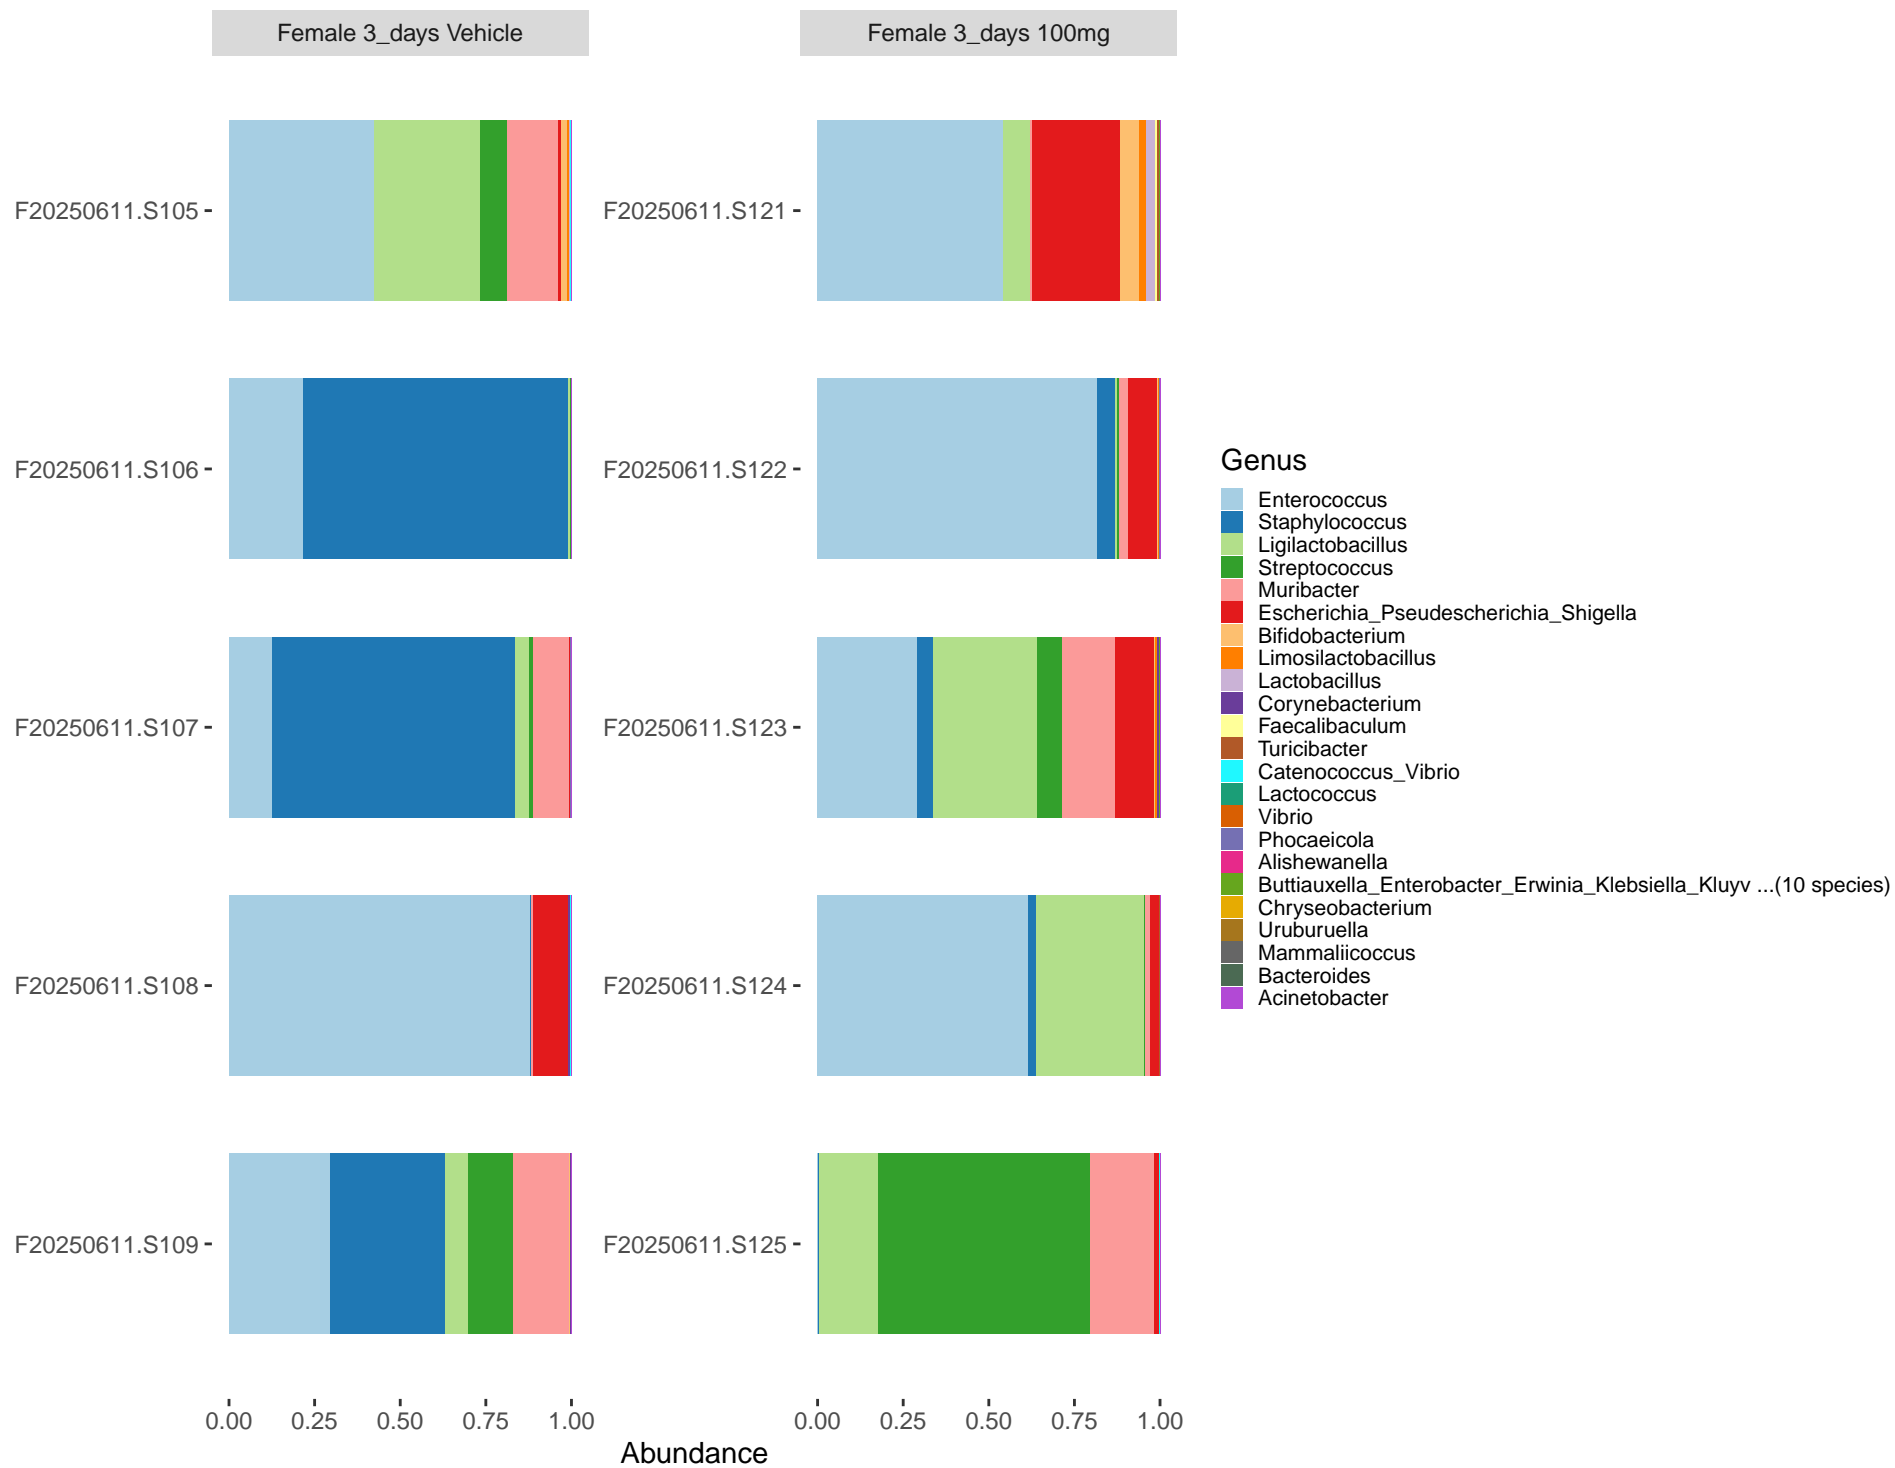 Female 3_days Vehicle
Female 3_days 100mg
F20250611.S105
F20250611.S121
F20250611.S106
F20250611.S122
F20250611.S107
F20250611.S123
F20250611.S108
F20250611.S124
F20250611.S109
F20250611.S125
0.00 0.25 0.50 0.75 1.00
0.00 0.25 0.50 0.75 1.00
Abundance
Genus
Enterococcus
Staphylococcus
Ligilactobacillus
Streptococcus
Muribacter
Escherichia_Pseudescherichia_Shigella
Bifidobacterium
Limosilactobacillus
Lactobacillus
Corynebacterium
Faecalibaculum
Turicibacter
Catenococcus_Vibrio
Lactococcus
Vibrio
Phocaeicola
Alishewanella
Buttiauxella_Enterobacter_Erwinia_Klebsiella_Kluyv ...(10 species)
Chryseobacterium
Uruburuella
Mammaliicoccus
Bacteroides
Acinetobacter